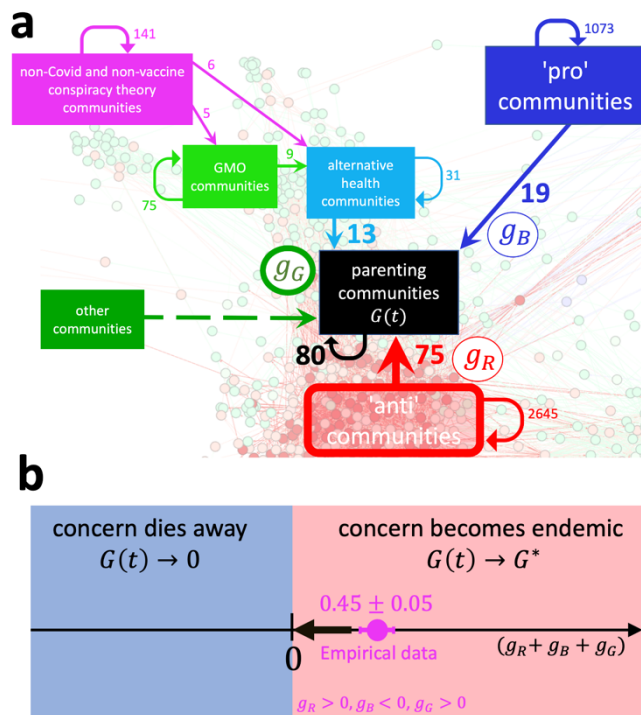 a
141
non-Covid and non-vaccine
conspiracy theory
communities
6
5
1073
'pro'
communities
GMO
communities
9
75
alternative
health
communities
31
13
19
g_B
g_G
parenting
communities
G(t)
other
communities
80
75
g_R
'anti'
communities
2645
b
concern dies away
G(t) → 0
concern becomes endemic
G(t) → G*
0.45 ± 0.05
0
Empirical data
(g_R + g_B + g_G)
g_R > 0, g_B < 0, g_G > 0